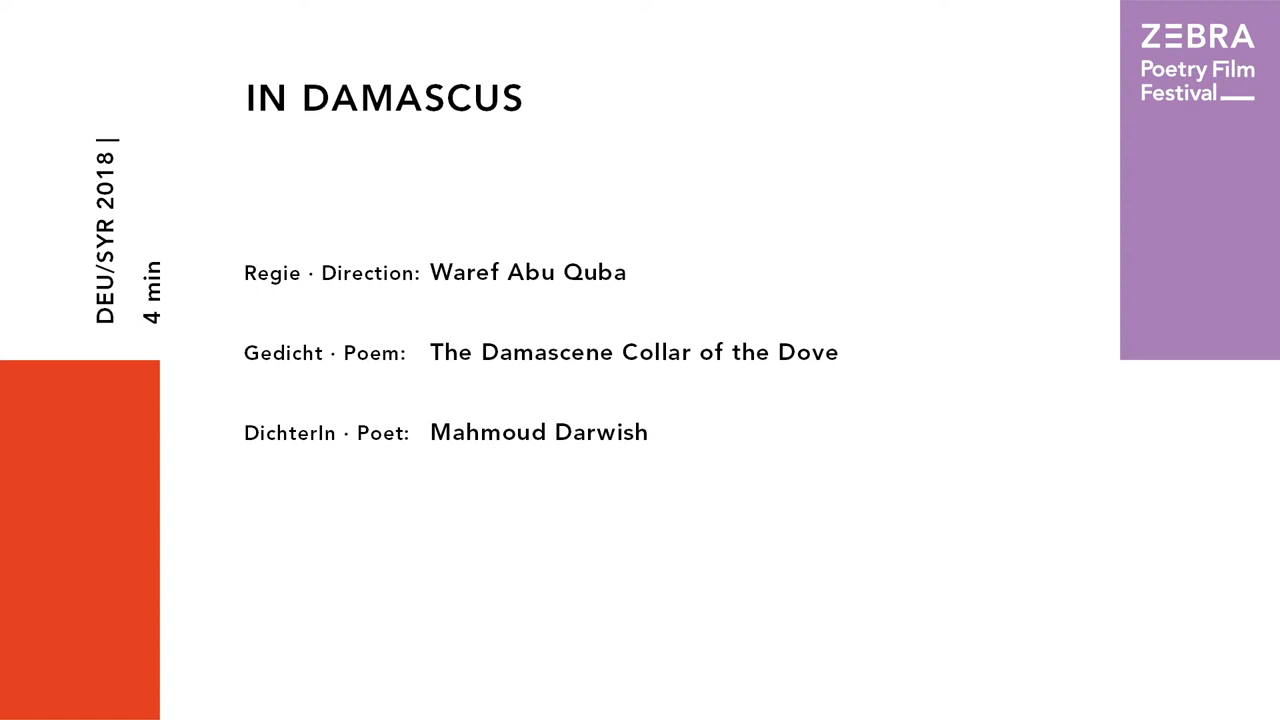 IN DAMASCUS
DEU/SYR 2018 |
4 min
Regie · Direction: Waref Abu Quba
Gedicht · Poem: The Damascene Collar of the Dove
DichterIn · Poet: Mahmoud Darwish
ZEBRA
Poetry Film
Festival